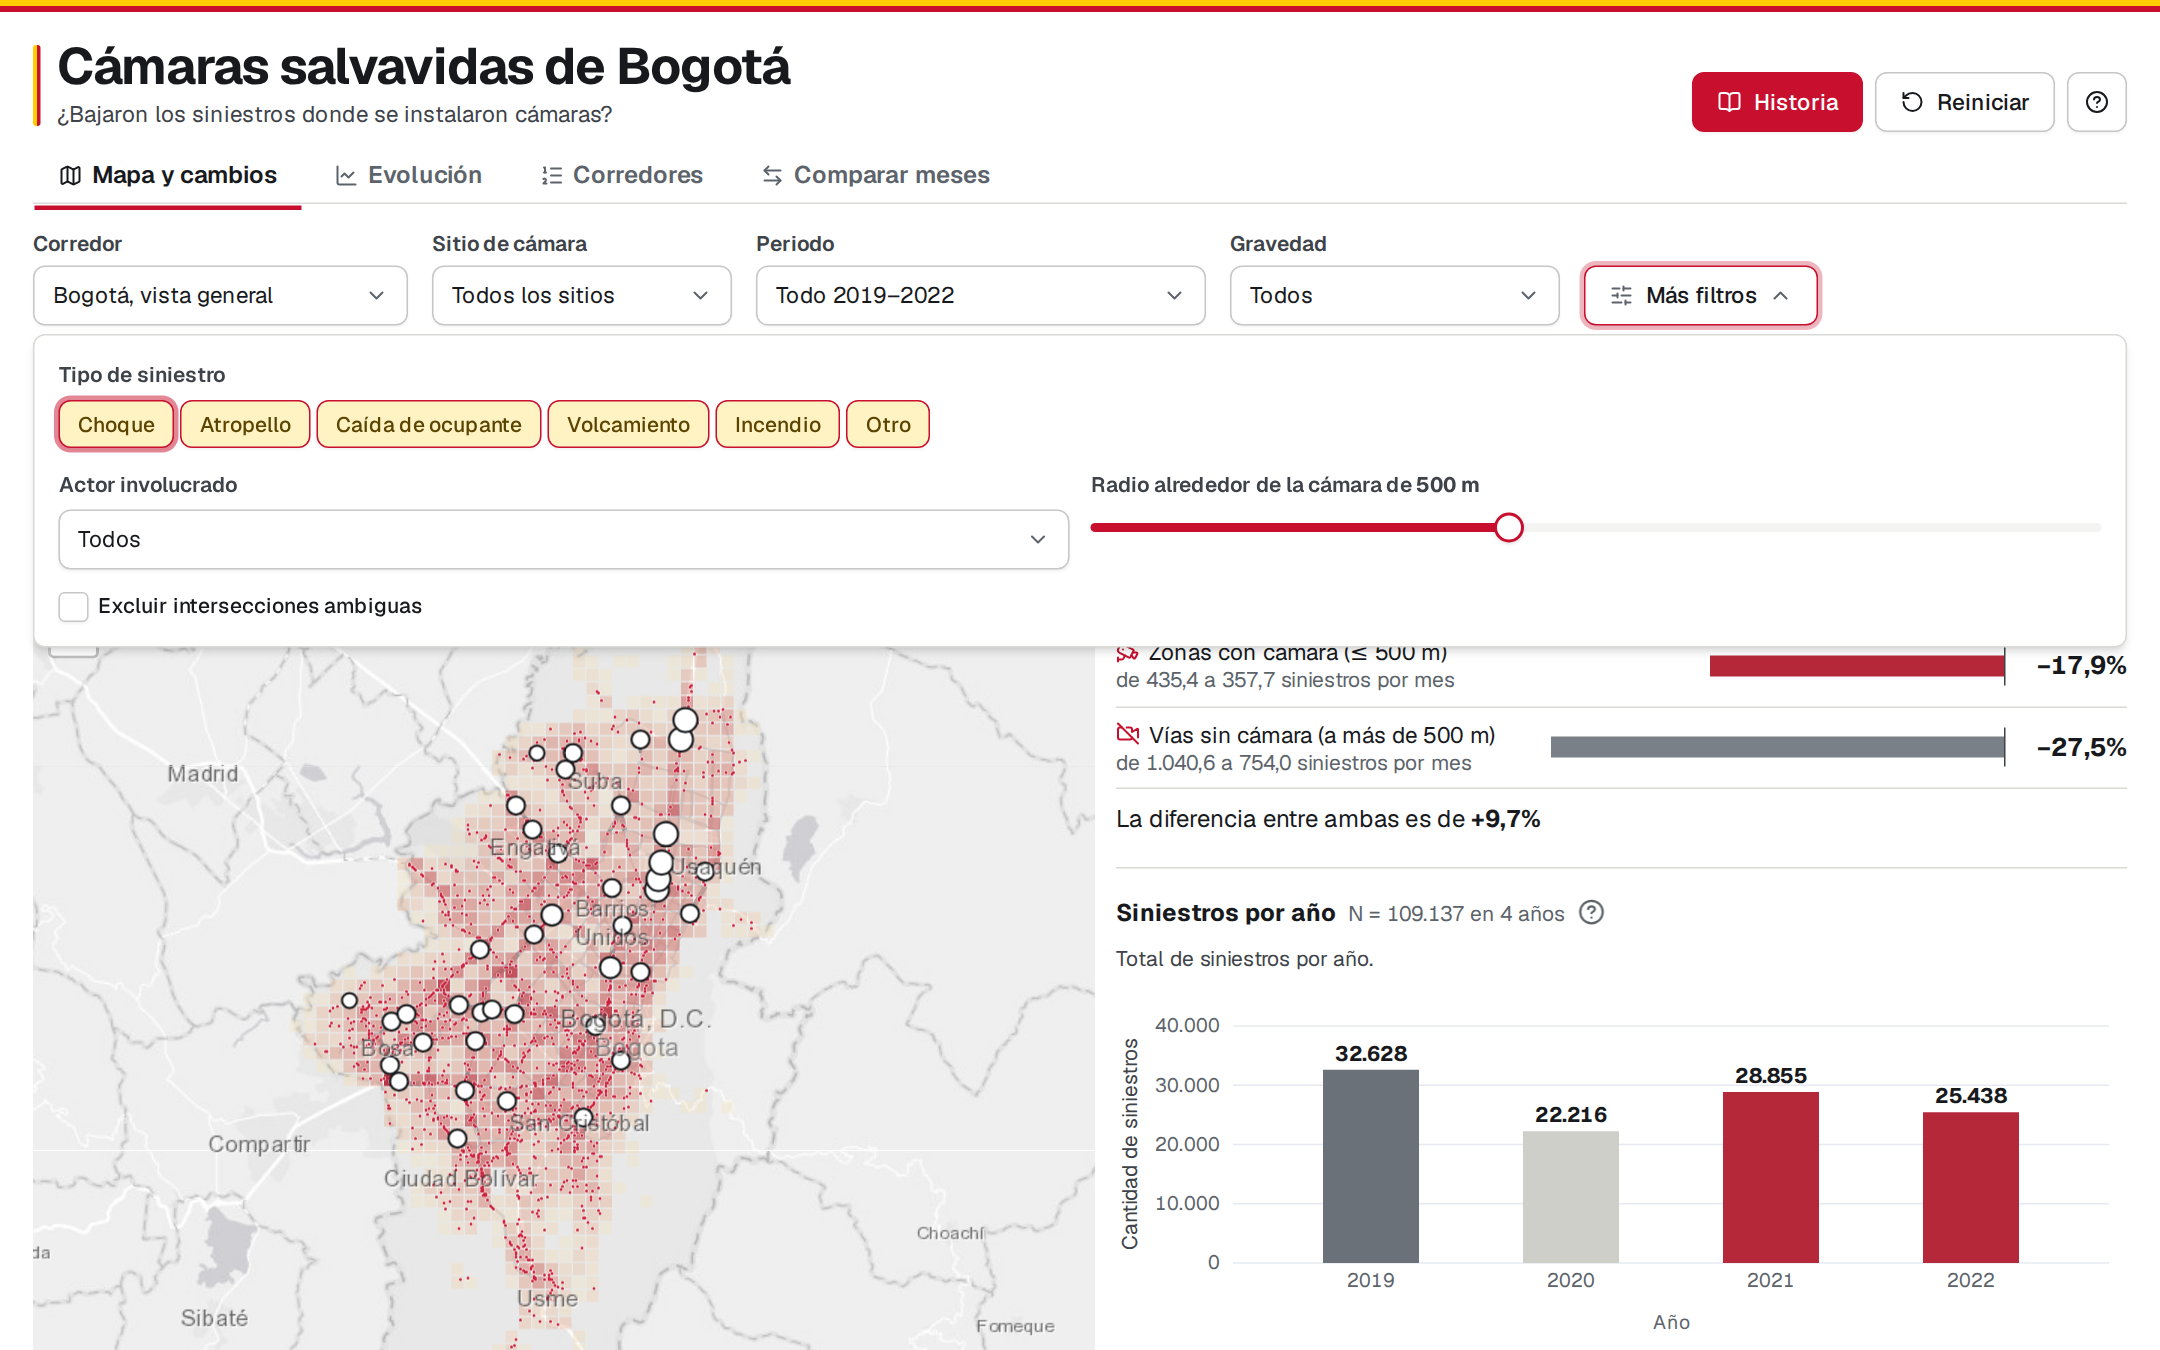 Cámaras salvavidas de Bogotá
¿Bajaron los siniestros donde se instalaron cámaras?
Historia
Reiniciar
Mapa y cambios
Evolución
Corredores
Comparar meses
Corredor
Sitio de cámara
Periodo
Gravedad
Bogotá, vista general
Todos los sitios
Todo 2019–2022
Todos
Más filtros
Tipo de siniestro
Choque
Atropello
Caída de ocupante
Volcamiento
Incendio
Otro
Actor involucrado
Todos
Radio alrededor de la cámara de 500 m
Excluir intersecciones ambiguas
Zonas con cámara (≤ 500 m)
de 435,4 a 357,7 siniestros por mes
−17,9%
Vías sin cámara (a más de 500 m)
de 1.040,6 a 754,0 siniestros por mes
−27,5%
La diferencia entre ambas es de +9,7%
Siniestros por año N = 109.137 en 4 años
Total de siniestros por año.
Cantidad de siniestros
40.000
30.000
20.000
10.000
0
32.628
22.216
28.855
25.438
2019
2020
2021
2022
Año
Madrid
Suba
Engativá
Usaquén
Barrios
Unidos
Bogotá, D.C.
Bogota
Bosa
San Cristóbal
Compartir
Ciudad Bolívar
Choachí
da
Usme
Sibaté
Fomeque